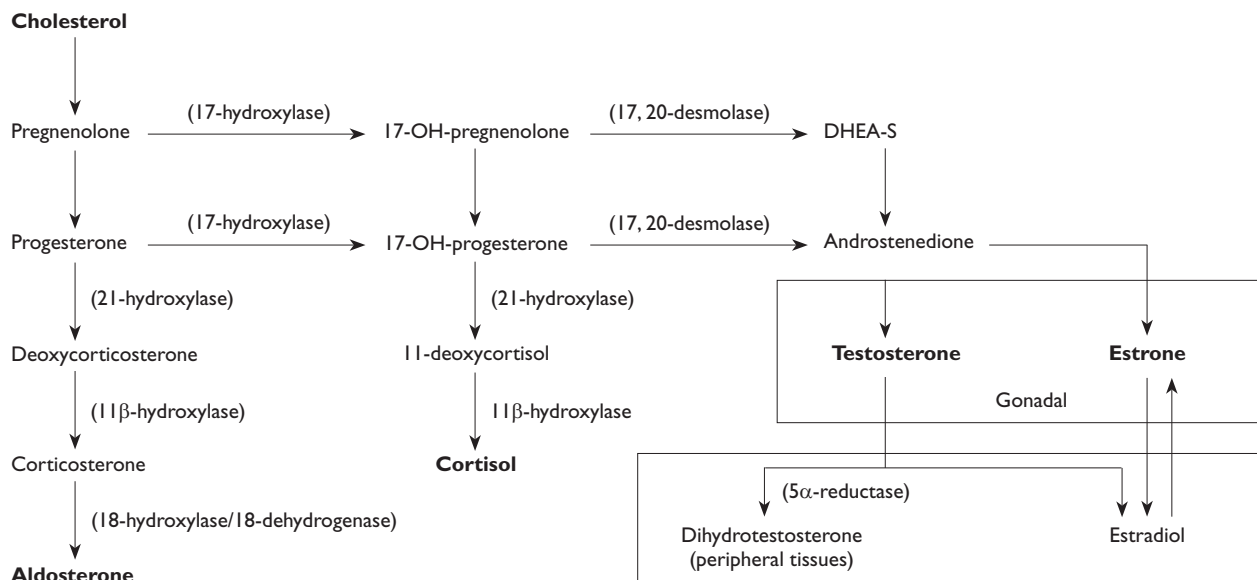 Cholesterol
(17-hydroxylase)
(17, 20-desmolase)
Pregnenolone
17-OH-pregnenolone
DHEA-S
(17-hydroxylase)
(17, 20-desmolase)
Progesterone
17-OH-progesterone
Androstenedione
(21-hydroxylase)
(21-hydroxylase)
Deoxycorticosterone
11-deoxycortisol
Testosterone
Estrone
(11β-hydroxylase)
11β-hydroxylase
Gonadal
Corticosterone
Cortisol
(5α-reductase)
(18-hydroxylase/18-dehydrogenase)
Dihydrotestosterone
(peripheral tissues)
Estradiol
Aldosterone